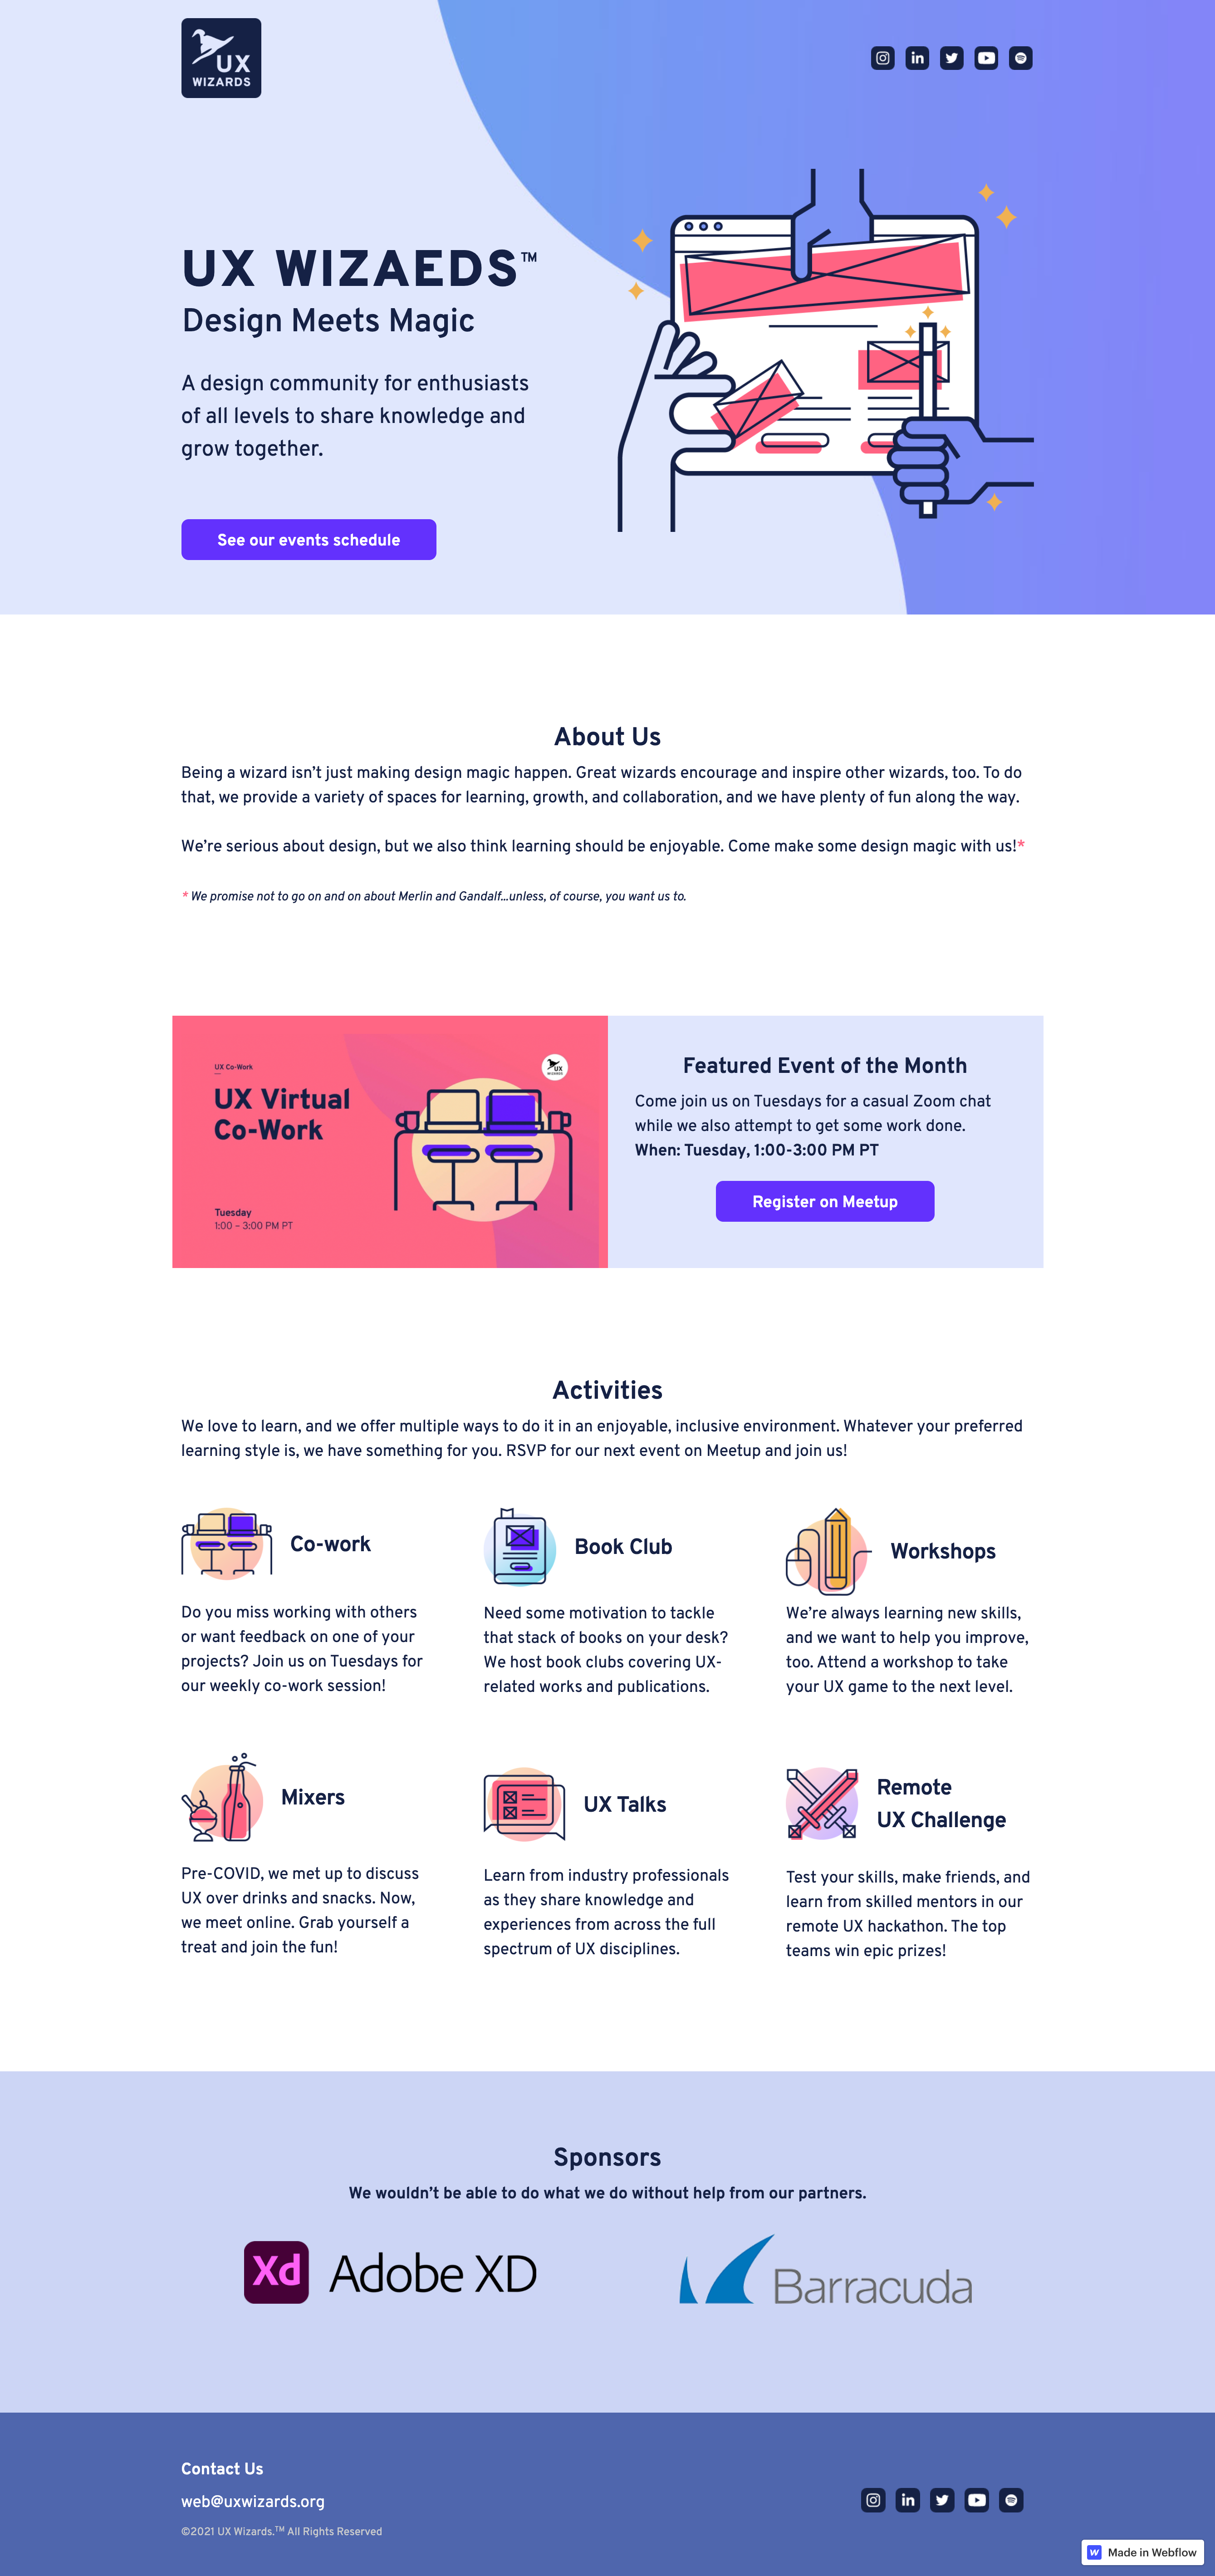 UX
WIZARDS
UX WIZAEDS™
Design Meets Magic
A design community for enthusiasts
of all levels to share knowledge and
grow together.
See our events schedule
About Us
Being a wizard isn’t just making design magic happen. Great wizards encourage and inspire other wizards, too. To do
that, we provide a variety of spaces for learning, growth, and collaboration, and we have plenty of fun along the way.
We’re serious about design, but we also think learning should be enjoyable. Come make some design magic with us!*
* We promise not to go on and on about Merlin and Gandalf...unless, of course, you want us to.
UX Co-Work
UX
WIZARDS
UX Virtual
Co-Work
Tuesday
1:00 – 3:00 PM PT
Featured Event of the Month
Come join us on Tuesdays for a casual Zoom chat
while we also attempt to get some work done.
When: Tuesday, 1:00-3:00 PM PT
Register on Meetup
Activities
We love to learn, and we offer multiple ways to do it in an enjoyable, inclusive environment. Whatever your preferred
learning style is, we have something for you. RSVP for our next event on Meetup and join us!
Co-work
Do you miss working with others
or want feedback on one of your
projects? Join us on Tuesdays for
our weekly co-work session!
Book Club
Need some motivation to tackle
that stack of books on your desk?
We host book clubs covering UX-
related works and publications.
Workshops
We’re always learning new skills,
and we want to help you improve,
too. Attend a workshop to take
your UX game to the next level.
Mixers
Pre-COVID, we met up to discuss
UX over drinks and snacks. Now,
we meet online. Grab yourself a
treat and join the fun!
UX Talks
Learn from industry professionals
as they share knowledge and
experiences from across the full
spectrum of UX disciplines.
Remote
UX Challenge
Test your skills, make friends, and
learn from skilled mentors in our
remote UX hackathon. The top
teams win epic prizes!
Sponsors
We wouldn’t be able to do what we do without help from our partners.
Xd Adobe XD
Barracuda
Contact Us
web@uxwizards.org
©2021 UX Wizards.™ All Rights Reserved
Made in Webflow